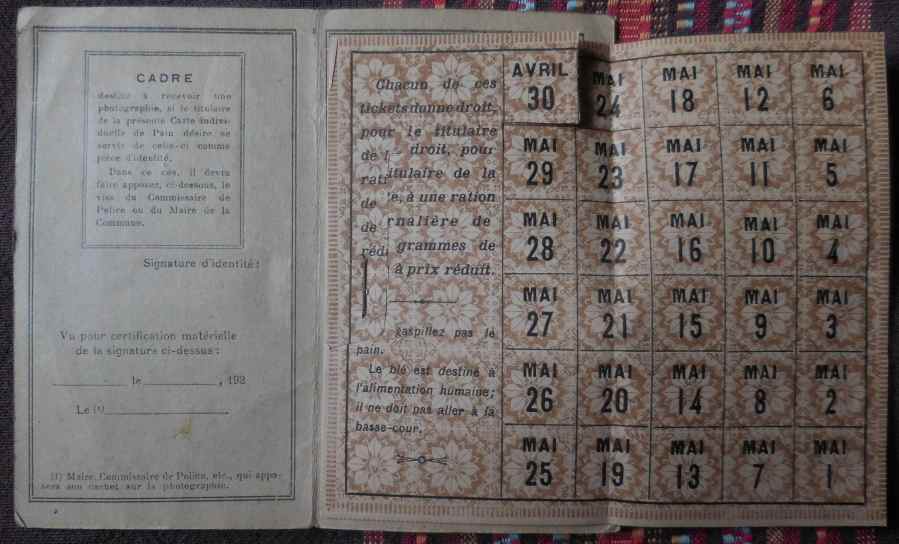 CADRE
destiné à recevoir une
photographie, si le titulaire
de la présente Carte indivi-
duelle de Pain désire se
servir de celle-ci comme
pièce d'identité.
Dans ce cas, il devra
faire apposer, ci-dessous, le
visa du Commissaire de
Police ou du Maire de la
Commune.
Signature d'identité :
Vu pour certification matérielle
de la signature ci-dessus :
le , 192
Le (1)
(1) Maire, Commissaire de Police, etc., qui appo-
sera son cachet sur la photographie.
Chacun de ces
tickets donne droit,
pour le titulaire
de l droit, pour
rati itulaire de la
de e, à une ration
de rnalière de
rédu grammes de
à prix réduit.
gaspillez pas le
pain.
Le blé est destiné à
l'alimentation humaine;
il ne doit pas aller à la
basse-cour.
AVRIL 30
MAI 24
MAI 18
MAI 12
MAI 6
MAI 29
MAI 23
MAI 17
MAI 11
MAI 5
MAI 28
MAI 22
MAI 16
MAI 10
MAI 4
MAI 27
MAI 21
MAI 15
MAI 9
MAI 3
MAI 26
MAI 20
MAI 14
MAI 8
MAI 2
MAI 25
MAI 19
MAI 13
MAI 7
MAI 1